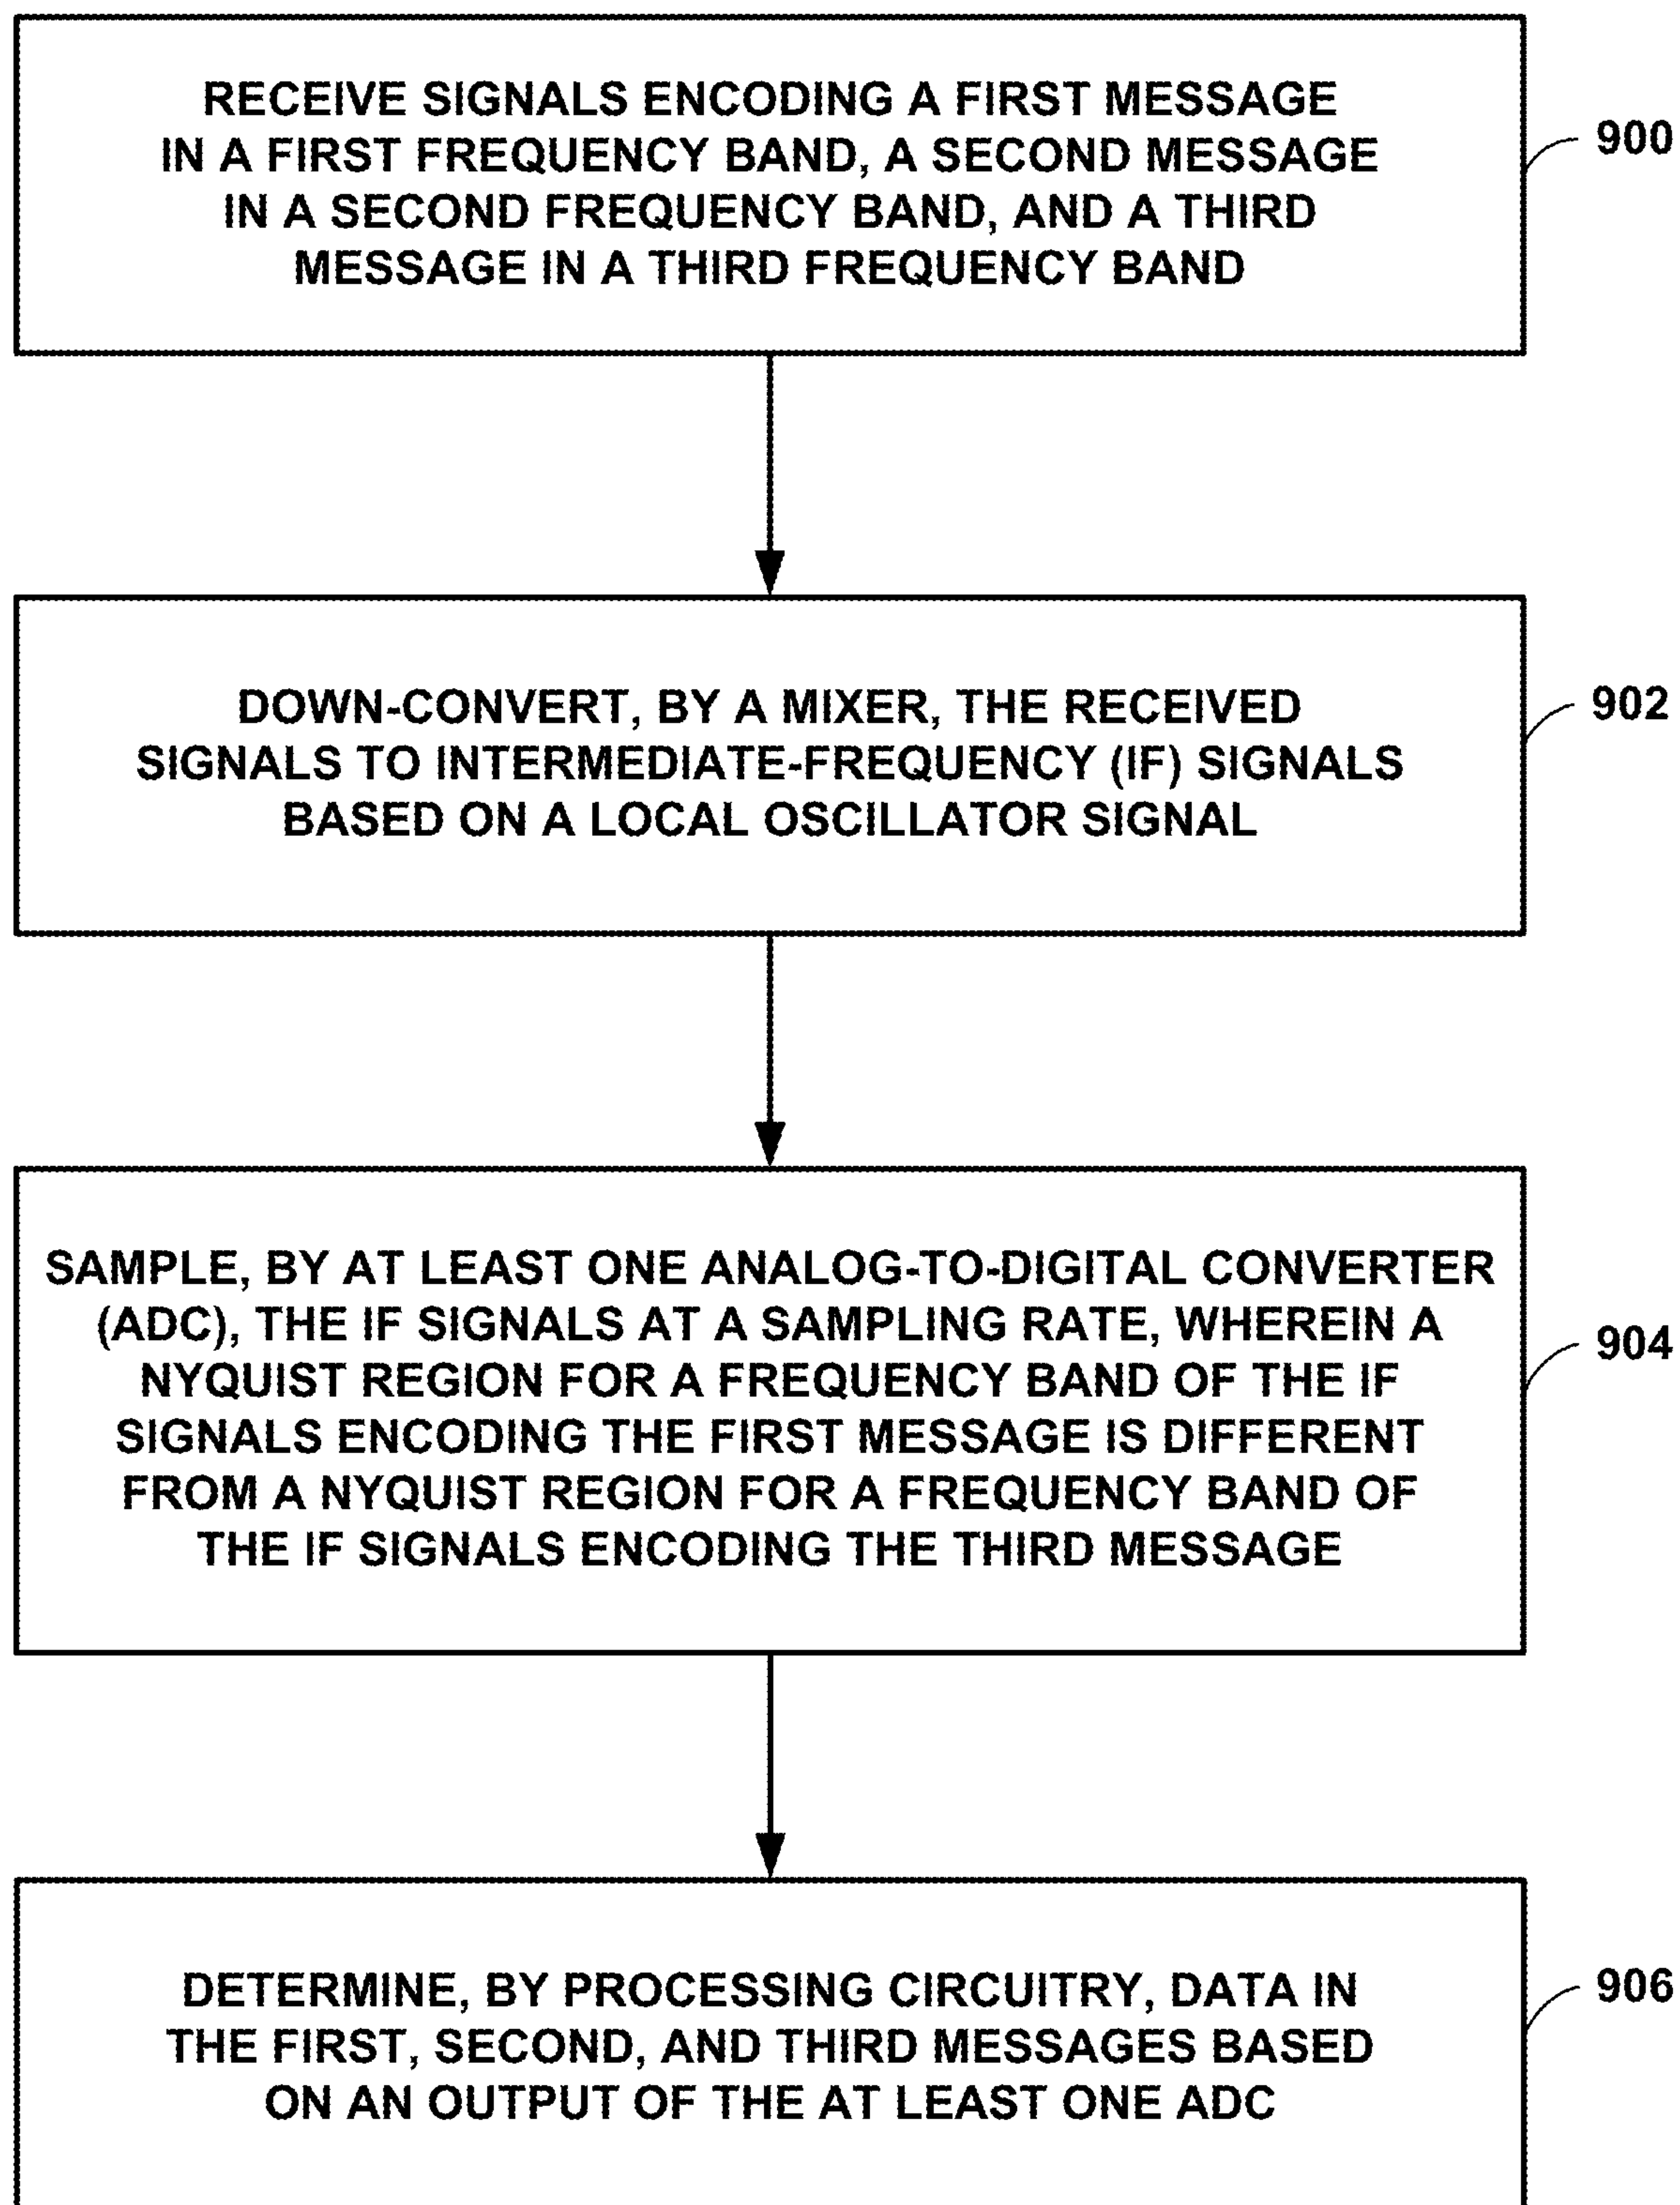 RECEIVE SIGNALS ENCODING A FIRST MESSAGE
IN A FIRST FREQUENCY BAND, A SECOND MESSAGE
IN A SECOND FREQUENCY BAND, AND A THIRD
MESSAGE IN A THIRD FREQUENCY BAND
900
DOWN-CONVERT, BY A MIXER, THE RECEIVED
SIGNALS TO INTERMEDIATE-FREQUENCY (IF) SIGNALS
BASED ON A LOCAL OSCILLATOR SIGNAL
902
SAMPLE, BY AT LEAST ONE ANALOG-TO-DIGITAL CONVERTER
(ADC), THE IF SIGNALS AT A SAMPLING RATE, WHEREIN A
NYQUIST REGION FOR A FREQUENCY BAND OF THE IF
SIGNALS ENCODING THE FIRST MESSAGE IS DIFFERENT
FROM A NYQUIST REGION FOR A FREQUENCY BAND OF
THE IF SIGNALS ENCODING THE THIRD MESSAGE
904
DETERMINE, BY PROCESSING CIRCUITRY, DATA IN
THE FIRST, SECOND, AND THIRD MESSAGES BASED
ON AN OUTPUT OF THE AT LEAST ONE ADC
906